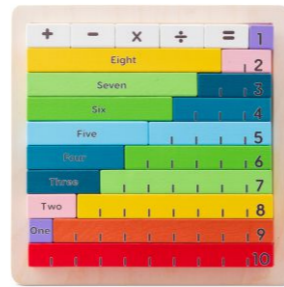 + − × ÷ = 1
Eight 2
Seven 3
Six 4
Five 5
Four 6
Three 7
Two 8
One 9
10